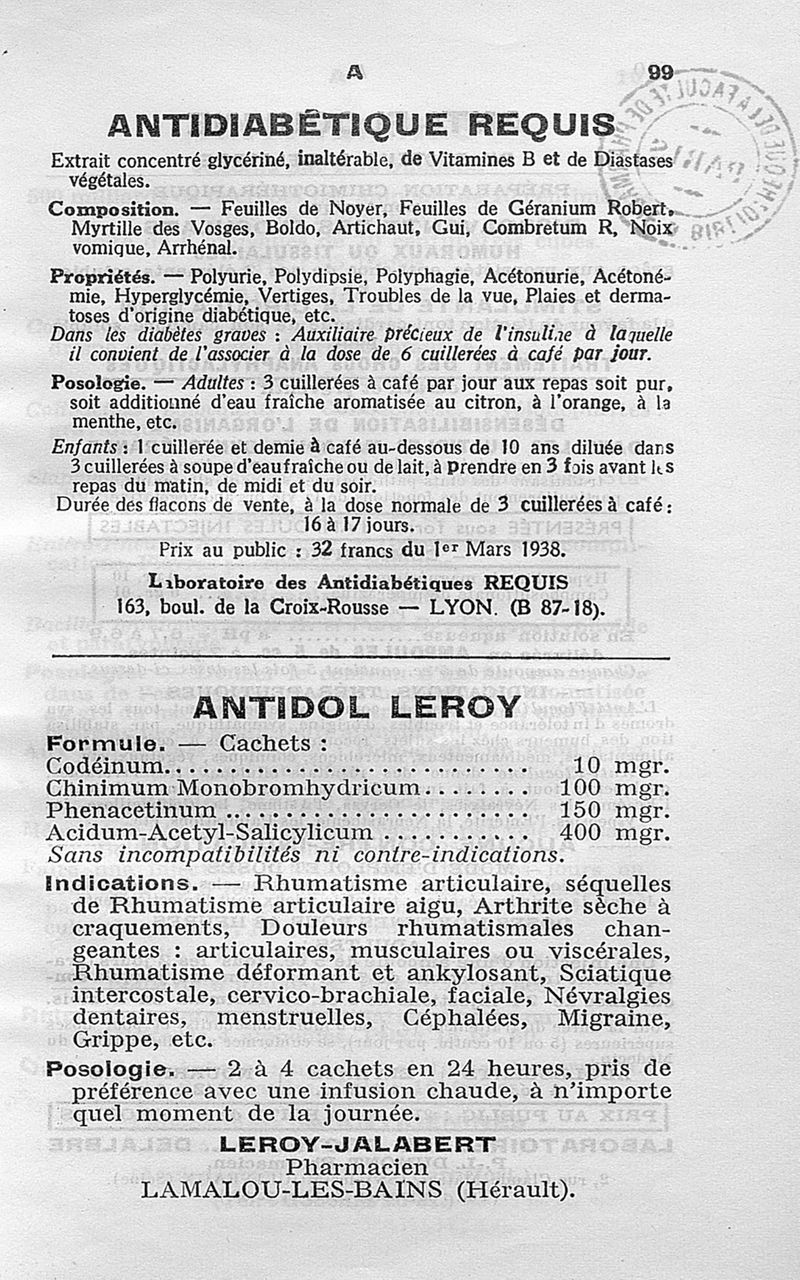 A
99
ANTIDIABÉTIQUE REQUIS
Extrait concentré glycériné, inaltérable, de Vitamines B et de Diastases
végétales.
Composition. — Feuilles de Noyer, Feuilles de Géranium Robert,
Myrtille des Vosges, Boldo, Artichaut, Gui, Combretum R, Noix
vomique, Arrhénal.
Propriétés. — Polyurie, Polydipsie, Polyphagie, Acétonurie, Acétoné-
mie, Hyperglycémie, Vertiges, Troubles de la vue, Plaies et derma-
toses d'origine diabétique, etc.
Dans les diabètes graves : Auxiliaire précieux de l'insuline à laquelle
il convient de l'associer à la dose de 6 cuillerées à café par jour.
Posologie. — Adultes : 3 cuillerées à café par jour aux repas soit pur,
soit additionné d'eau fraîche aromatisée au citron, à l'orange, à la
menthe, etc.
Enfants : 1 cuillerée et demie à café au-dessous de 10 ans diluée dans
3 cuillerées à soupe d'eau fraîche ou de lait, à prendre en 3 fois avant les
repas du matin, de midi et du soir.
Durée des flacons de vente, à la dose normale de 3 cuillerées à café :
16 à 17 jours.
Prix au public : 32 francs du 1er Mars 1938.
Laboratoire des Antidiabétiques REQUIS
163, boul. de la Croix-Rousse — LYON. (B 87-18).
ANTIDOL LEROY
Formule. — Cachets :
Codéinum........................... 10 mgr.
Chinimum Monobromhydricum........ 100 mgr.
Phenacetinum ...................... 150 mgr.
Acidum-Acetyl-Salicylicum ........... 400 mgr.
Sans incompatibilités ni contre-indications.
Indications. — Rhumatisme articulaire, séquelles
de Rhumatisme articulaire aigu, Arthrite sèche à
craquements, Douleurs rhumatismales chan-
geantes : articulaires, musculaires ou viscérales,
Rhumatisme déformant et ankylosant, Sciatique
intercostale, cervico-brachiale, faciale, Névralgies
dentaires, menstruelles, Céphalées, Migraine,
Grippe, etc.
Posologie. — 2 à 4 cachets en 24 heures, pris de
préférence avec une infusion chaude, à n'importe
quel moment de la journée.
LEROY-JALABERT
Pharmacien
LAMALOU-LES-BAINS (Hérault).